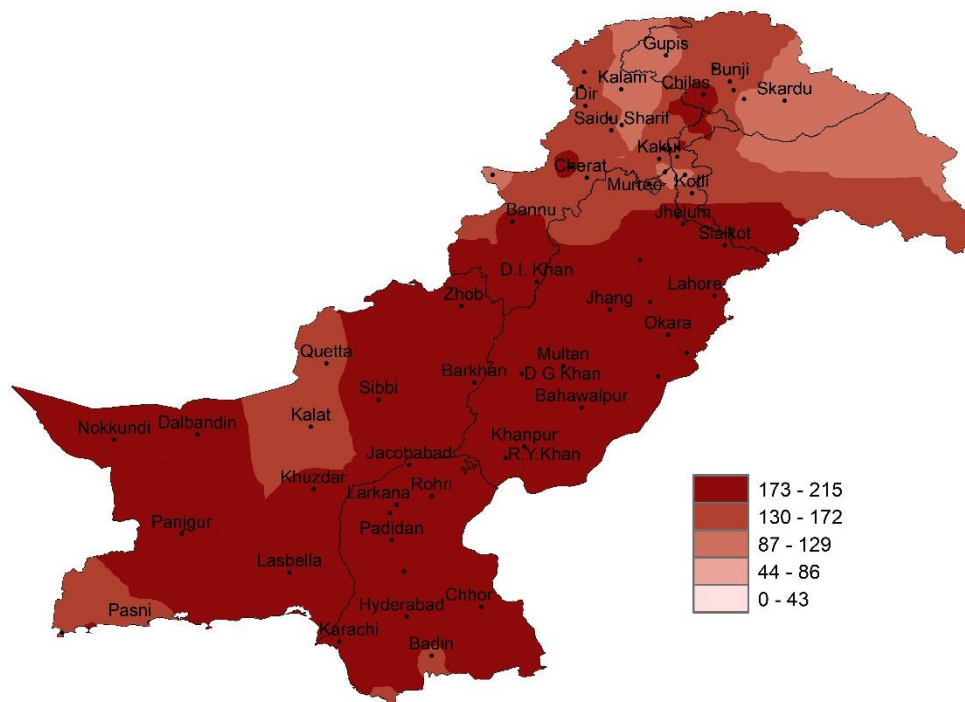 Gupis
Bunji
Kalam
Chilas
Skardu
Dir
Saidu Sharif
Kakul
Cherat
Murree
Kotli
Bannu
Jhelum
Sialkot
D.I. Khan
Zhob
Lahore
Jhang
Okara
Quetta
Multan
Barkhan
D G Khan
Sibbi
Bahawalpur
Kalat
Dalbandin
Nokkundi
Khanpur
Jacobabad
R.Y.Khan
Khuzdar
Rohri
Larkana
Panjgur
Padidan
Lasbella
Chhor
Pasni
Hyderabad
Karachi
Badin
173 - 215
130 - 172
87 - 129
44 - 86
0 - 43